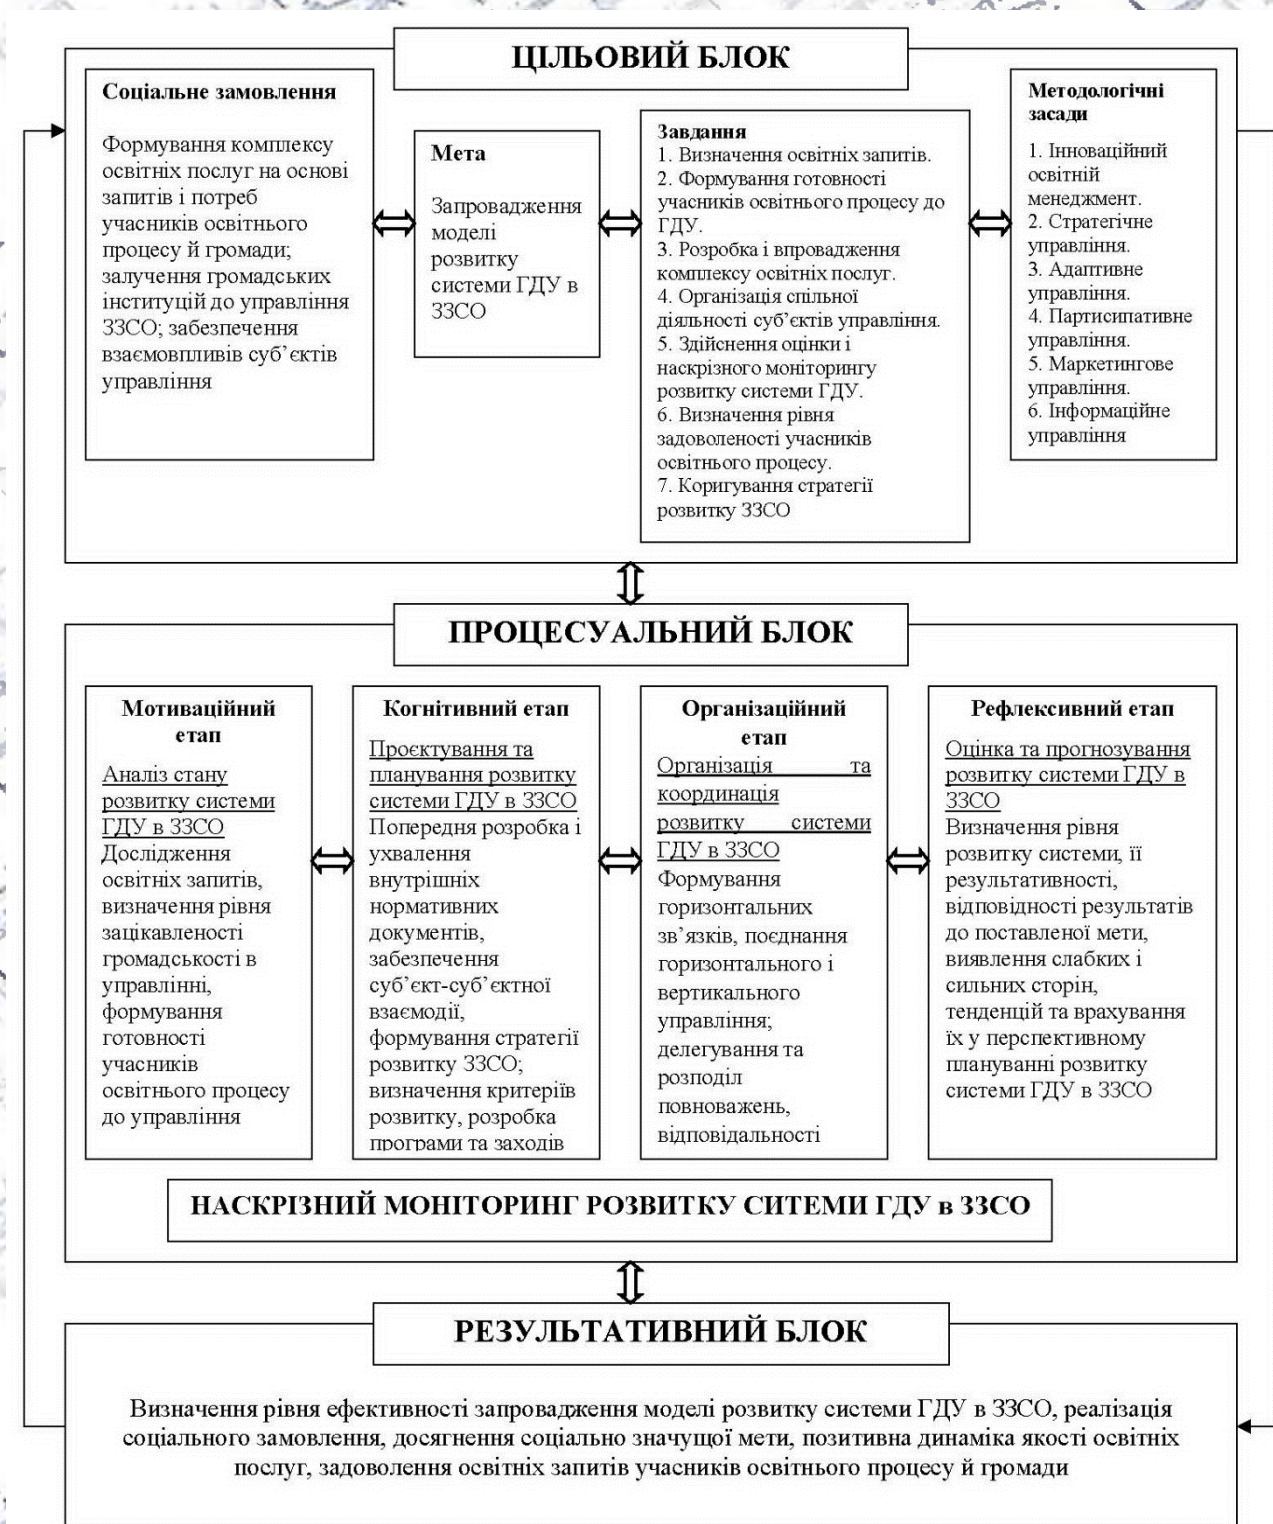 ЦІЛЬОВИЙ БЛОК
Соціальне замовлення
Формування комплексу
освітніх послуг на основі
запитів і потреб
учасників освітнього
процесу й громади;
залучення громадських
інституцій до управління
ЗЗСО; забезпечення
взаємовпливів суб’єктів
управління
Мета
Запровадження
моделі
розвитку
системи ГДУ в
ЗЗСО
Завдання
1. Визначення освітніх запитів.
2. Формування готовності
учасників освітнього процесу до
ГДУ.
3. Розробка і впровадження
комплексу освітніх послуг.
4. Організація спільної
діяльності суб’єктів управління.
5. Здійснення оцінки і
наскрізного моніторингу
розвитку системи ГДУ.
6. Визначення рівня
задоволеності учасників
освітнього процесу.
7. Коригування стратегії
розвитку ЗЗСО
Методологічні
засади
1. Інноваційний
освітній
менеджмент.
2. Стратегічне
управління.
3. Адаптивне
управління.
4. Партисипативне
управління.
5. Маркетингове
управління.
6. Інформаційне
управління
ПРОЦЕСУАЛЬНИЙ БЛОК
Мотиваційний
етап
Аналіз стану
розвитку системи
ГДУ в ЗЗСО
Дослідження
освітніх запитів,
визначення рівня
зацікавленості
громадськості в
управлінні,
формування
готовності
учасників
освітнього процесу
до управління
Когнітивний етап
Проєктування та
планування розвитку
системи ГДУ в ЗЗСО
Попередня розробка і
ухвалення
внутрішніх
нормативних
документів,
забезпечення
суб’єкт-суб’єктної
взаємодії,
формування стратегії
розвитку ЗЗСО;
визначення критеріїв
розвитку, розробка
програми та заходів
Організаційний
етап
Організація та
координація
розвитку системи
ГДУ в ЗЗСО
Формування
горизонтальних
зв’язків, поєднання
горизонтального і
вертикального
управління;
делегування та
розподіл
повноважень,
відповідальності
Рефлексивний етап
Оцінка та прогнозування
розвитку системи ГДУ в
ЗЗСО
Визначення рівня
розвитку системи, її
результативності,
відповідності результатів
до поставленої мети,
виявлення слабких і
сильних сторін,
тенденцій та врахування
їх у перспективному
плануванні розвитку
системи ГДУ в ЗЗСО
НАСКРІЗНИЙ МОНІТОРИНГ РОЗВИТКУ СИТЕМИ ГДУ в ЗЗСО
РЕЗУЛЬТАТИВНИЙ БЛОК
Визначення рівня ефективності запровадження моделі розвитку системи ГДУ в ЗЗСО, реалізація
соціального замовлення, досягнення соціально значущої мети, позитивна динаміка якості освітніх
послуг, задоволення освітніх запитів учасників освітнього процесу й громади